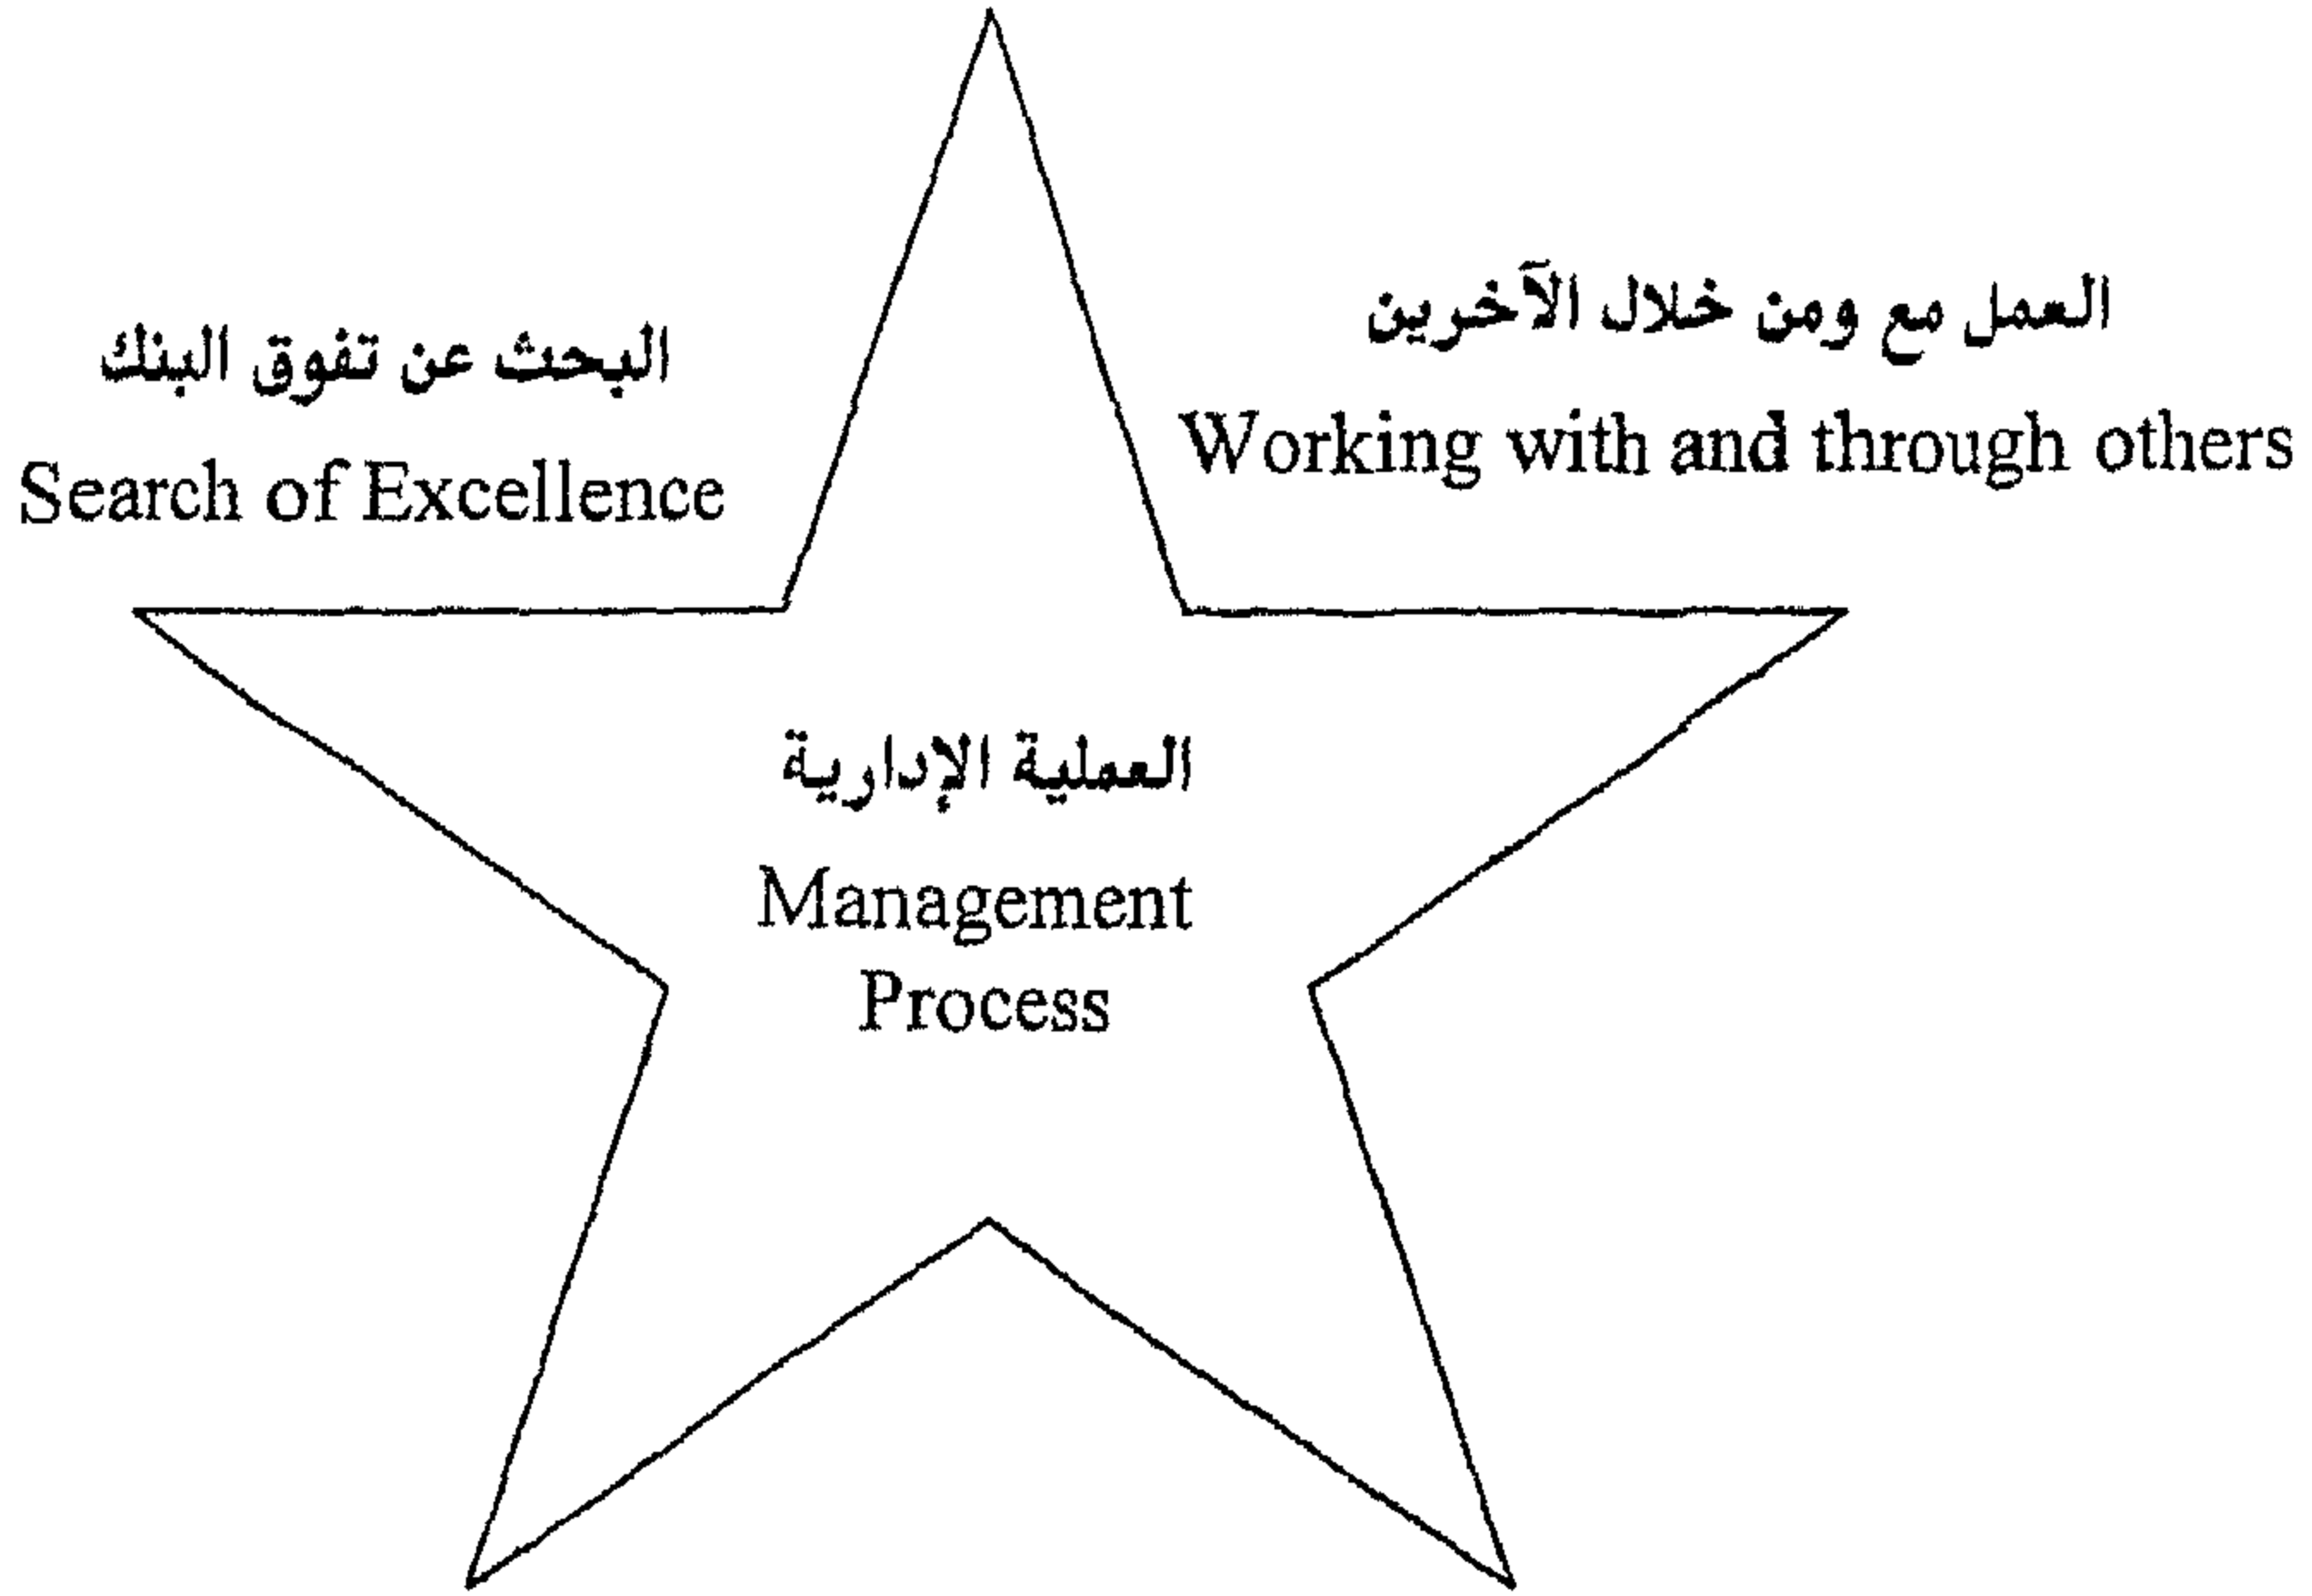 العمل مع ومن خلال الآخرين
Working with and through others
البحث عن تفوق البنك
Search of Excellence
العملية الإدارية
Management
Process